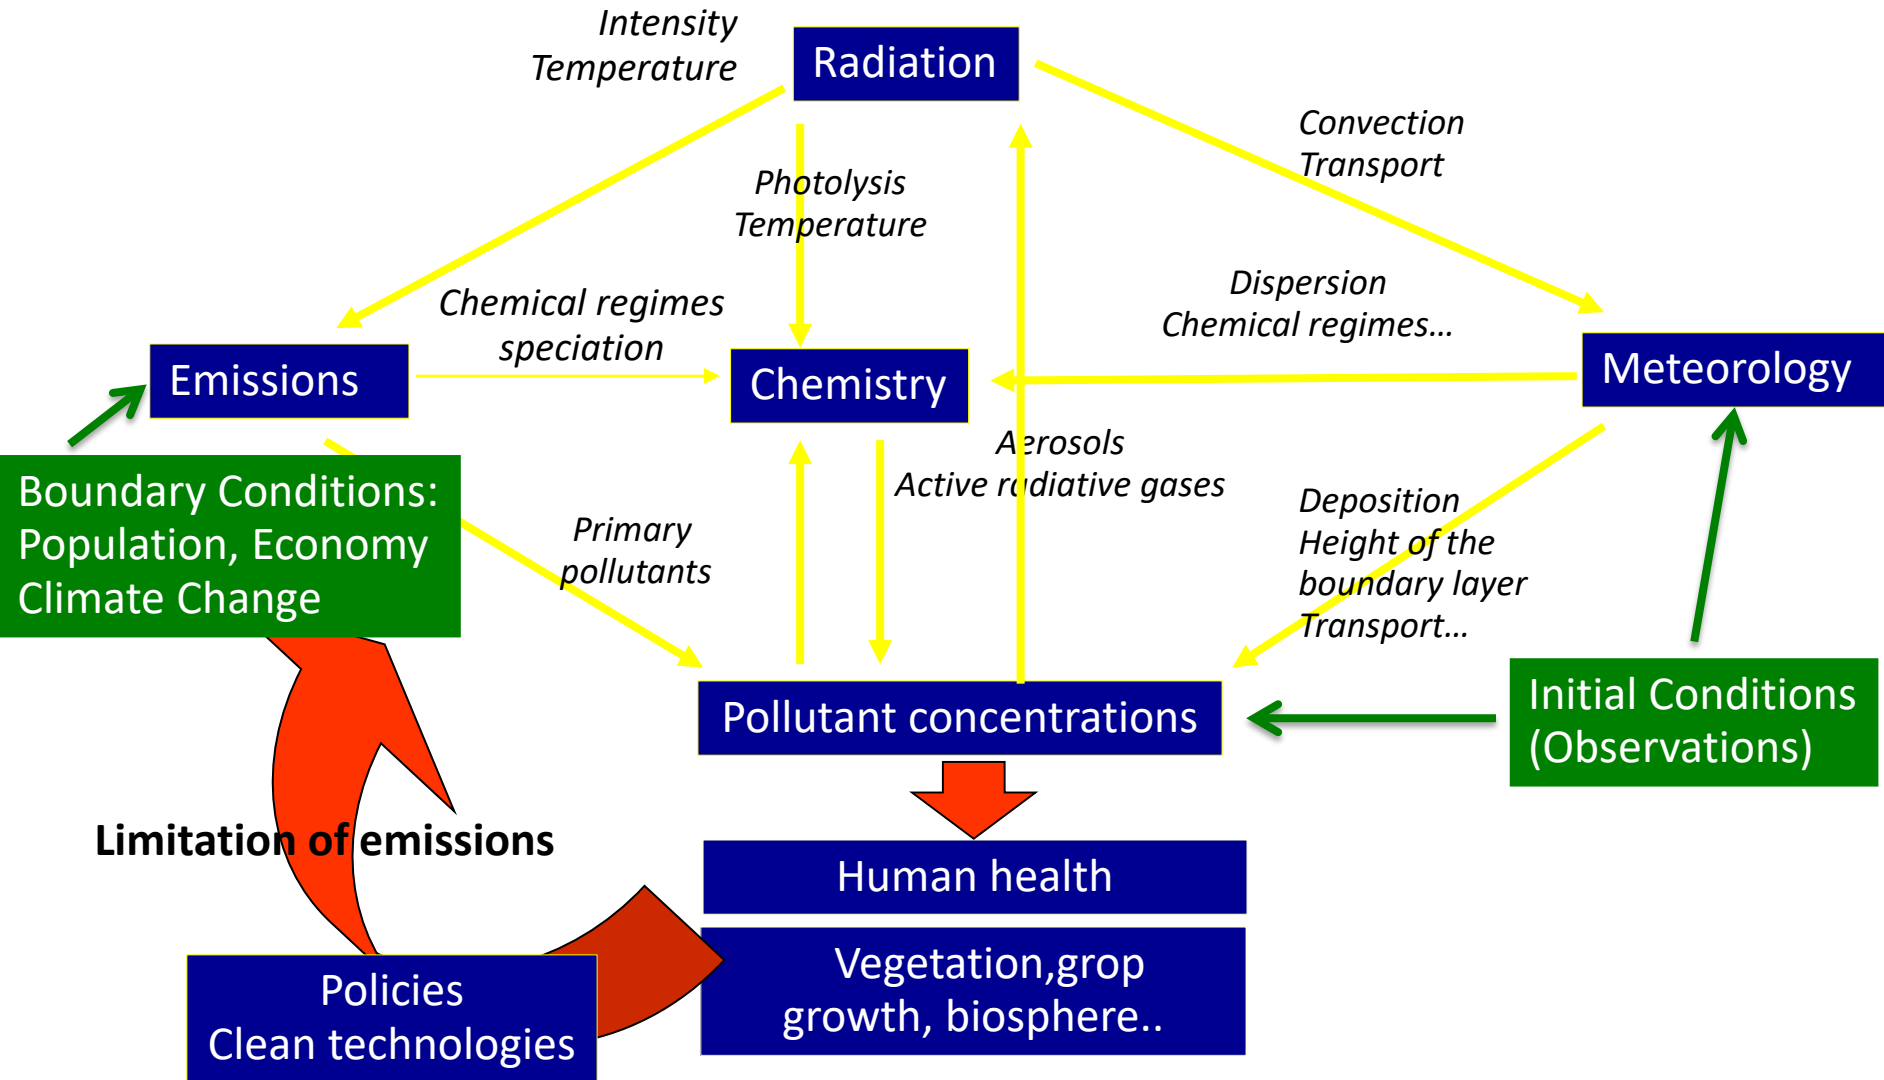 Intensity
Temperature
Radiation
Convection
Transport
Photolysis
Temperature
Chemical regimes
speciation
Dispersion
Chemical regimes…
Emissions
Chemistry
Meteorology
Boundary Conditions:
Population, Economy
Climate Change
Primary
pollutants
Aerosols
Active radiative gases
Deposition
Height of the
boundary layer
Transport…
Pollutant concentrations
Initial Conditions
(Observations)
Limitation of emissions
Human health
Vegetation,grop
growth, biosphere..
Policies
Clean technologies